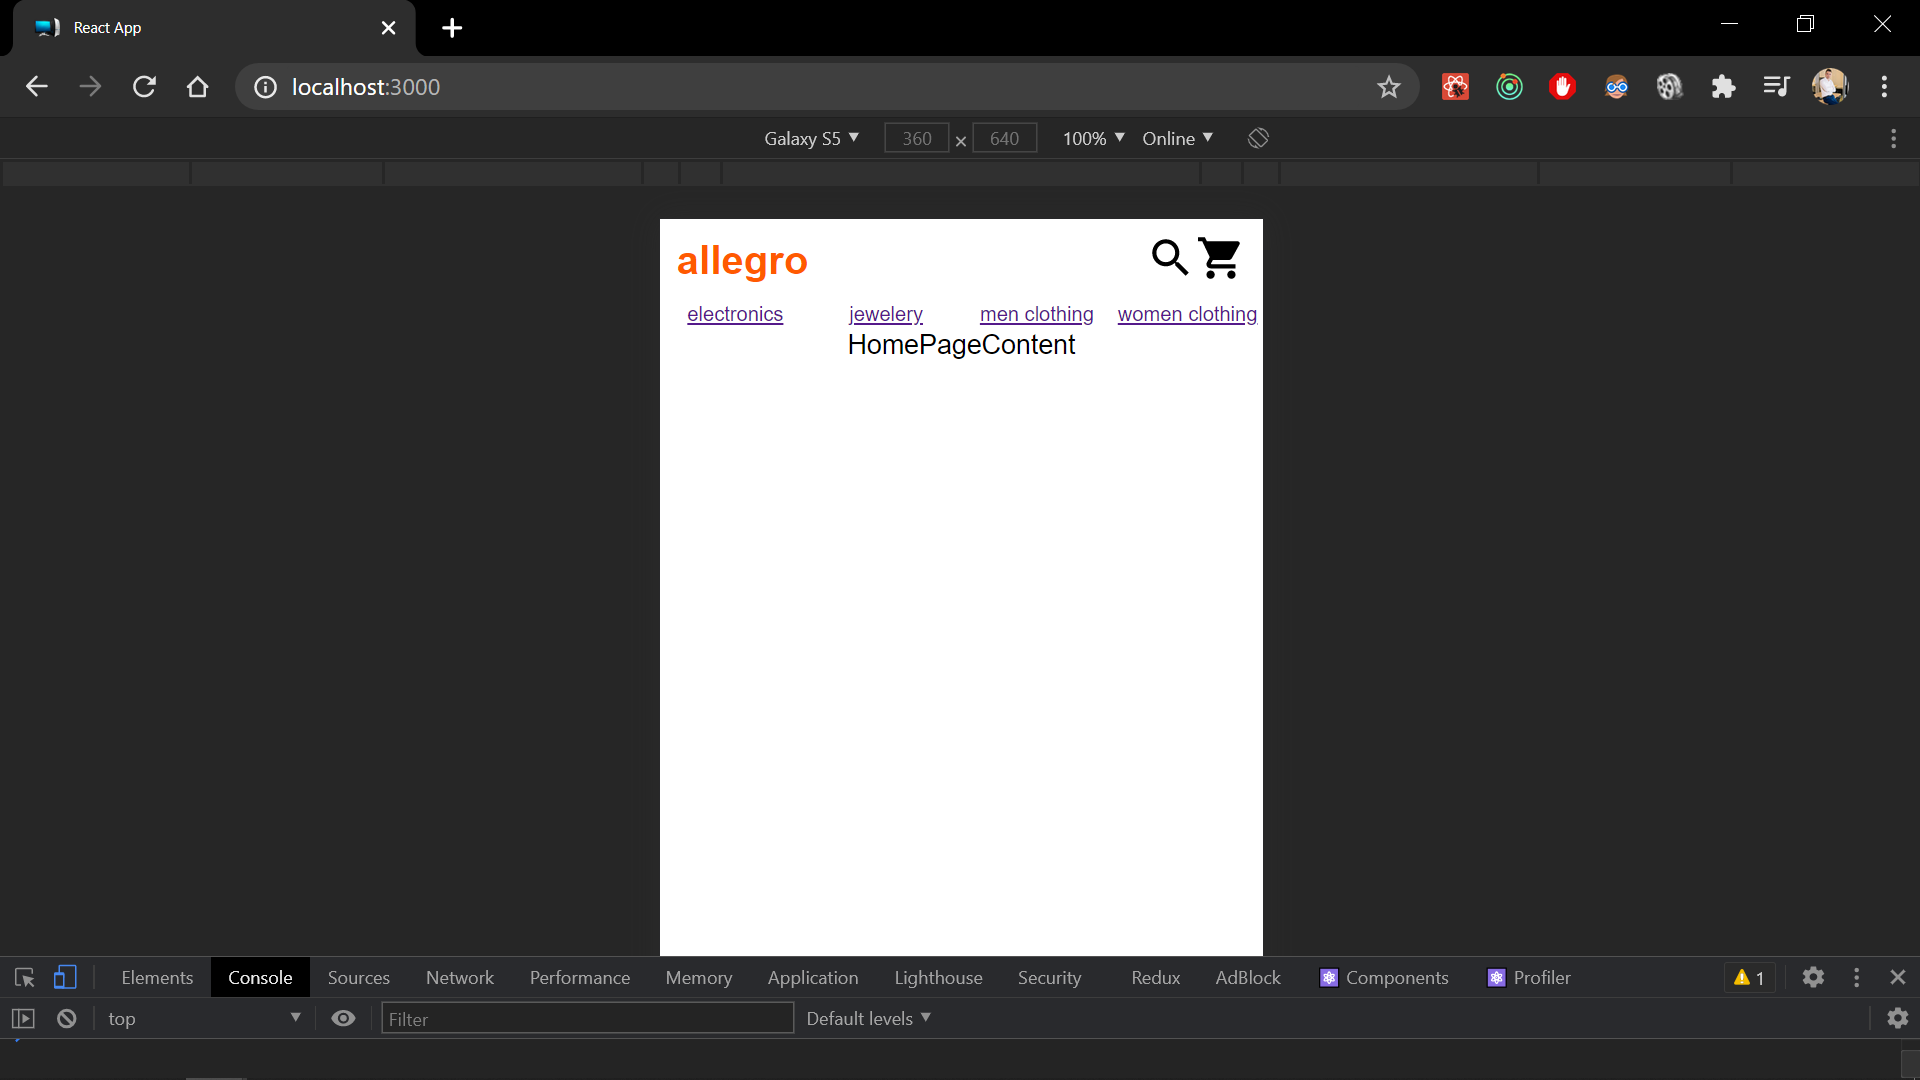 React App
localhost:3000
Galaxy S5 360 × 640 100% Online
allegro
electronics jewelery men clothing women clothing
HomePageContent
Elements Console Sources Network Performance Memory Application Lighthouse Security Redux AdBlock Components Profiler 1
top Filter Default levels